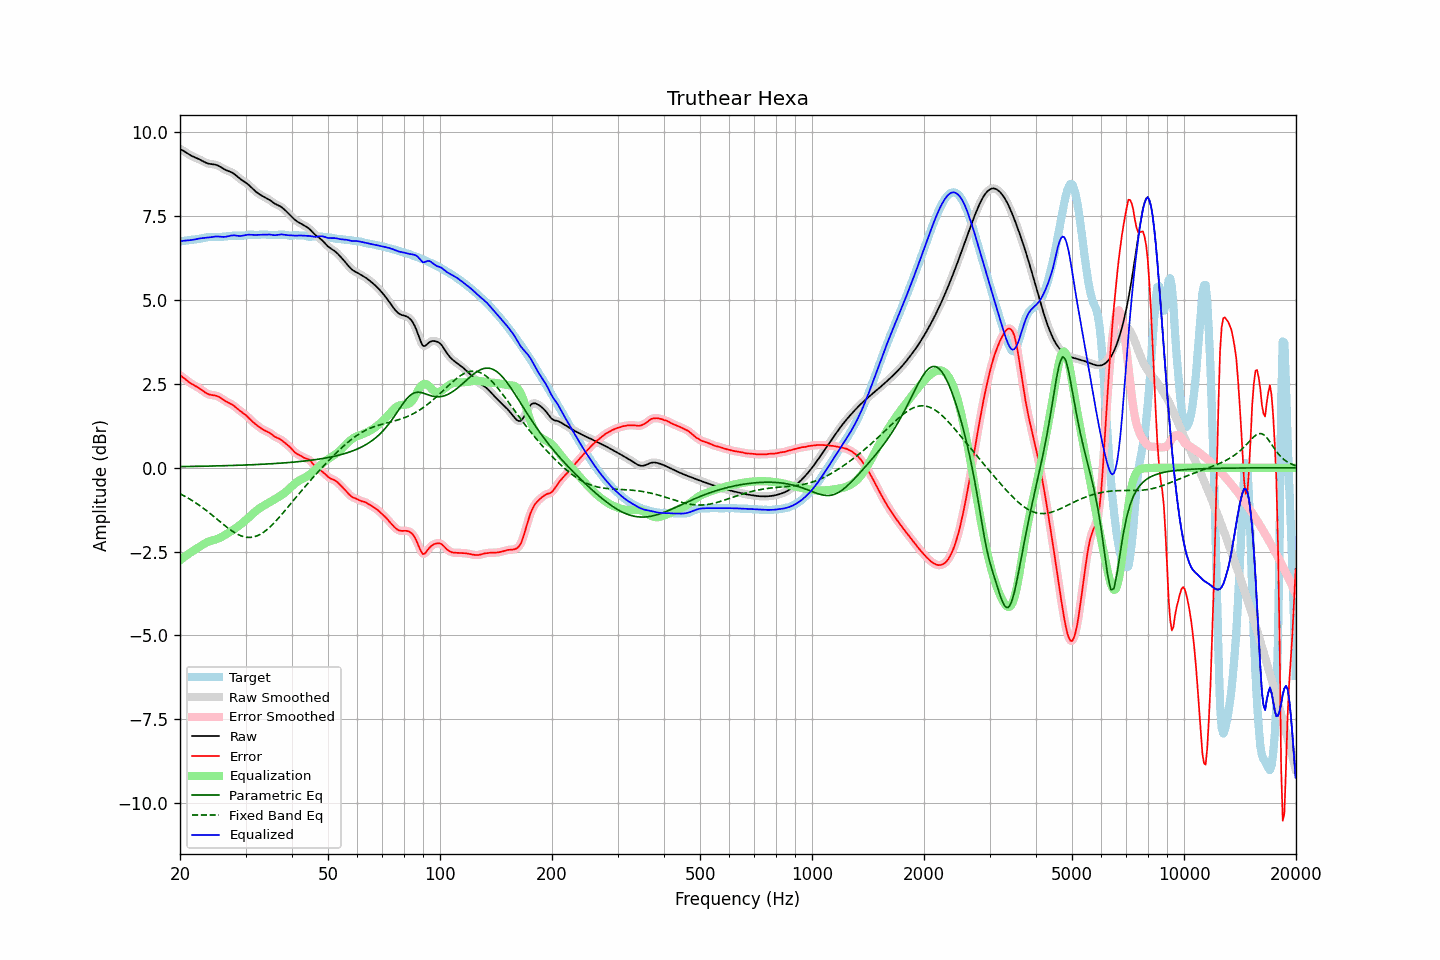 Truthear Hexa
10.0
7.5
5.0
2.5
0.0
−2.5
−5.0
−7.5
−10.0
Amplitude (dBr)
Target
Raw Smoothed
Error Smoothed
Raw
Error
Equalization
Parametric Eq
Fixed Band Eq
Equalized
20 50 100 200 500 1000 2000 5000 10000 20000
Frequency (Hz)